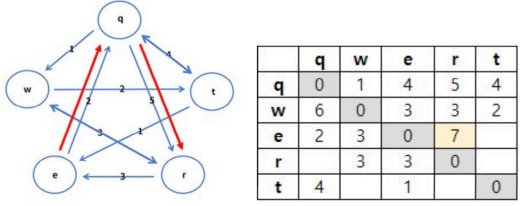 q
1
4
w
2
2
5
t
3
1
e
3
r
q w e r t
q 0 1 4 5 4
w 6 0 3 3 2
e 2 3 0 7
r 3 3 0
t 4 1 0